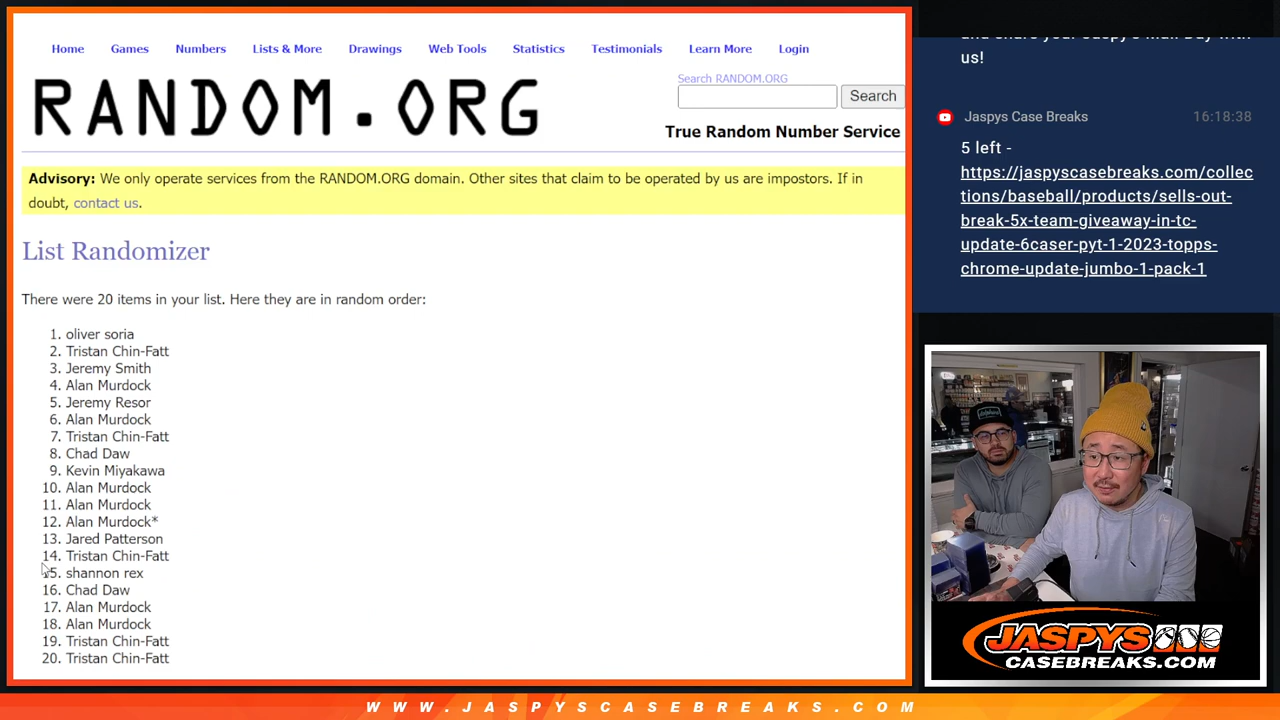 Home Games Numbers Lists & More Drawings Web Tools Statistics Testimonials Learn More Login
RANDOM.ORG
Search RANDOM.ORG
Search
True Random Number Service
Advisory: We only operate services from the RANDOM.ORG domain. Other sites that claim to be operated by us are impostors. If in
doubt, contact us.
List Randomizer
There were 20 items in your list. Here they are in random order:
1. oliver soria
2. Tristan Chin-Fatt
3. Jeremy Smith
4. Alan Murdock
5. Jeremy Resor
6. Alan Murdock
7. Tristan Chin-Fatt
8. Chad Daw
9. Kevin Miyakawa
10. Alan Murdock
11. Alan Murdock
12. Alan Murdock*
13. Jared Patterson
14. Tristan Chin-Fatt
15. shannon rex
16. Chad Daw
17. Alan Murdock
18. Alan Murdock
19. Tristan Chin-Fatt
20. Tristan Chin-Fatt
us!
Jaspys Case Breaks 16:18:38
5 left -
https://jaspyscasebreaks.com/collec
tions/baseball/products/sells-out-
break-5x-team-giveaway-in-tc-
update-6caser-pyt-1-2023-topps-
chrome-update-jumbo-1-pack-1
JASPYS
CASEBREAKS.COM
WWW.JASPYSCASEBREAKS.COM